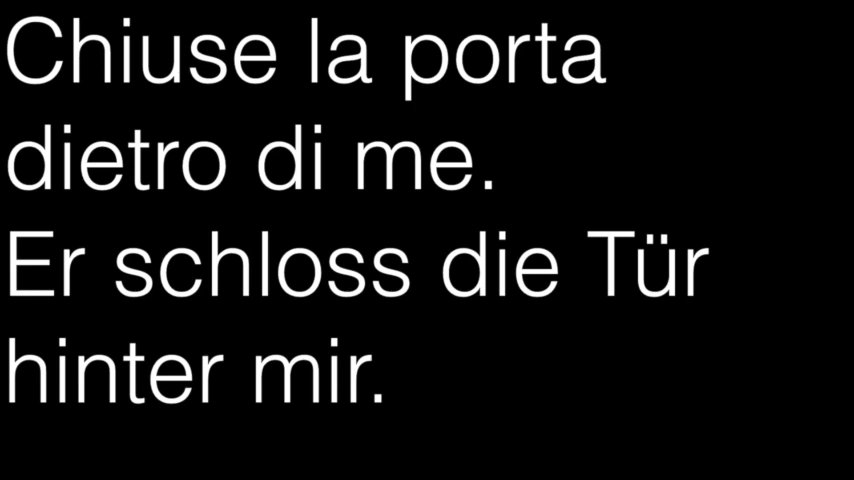 Chiuse la porta
dietro di me.
Er schloss die Tür
hinter mir.